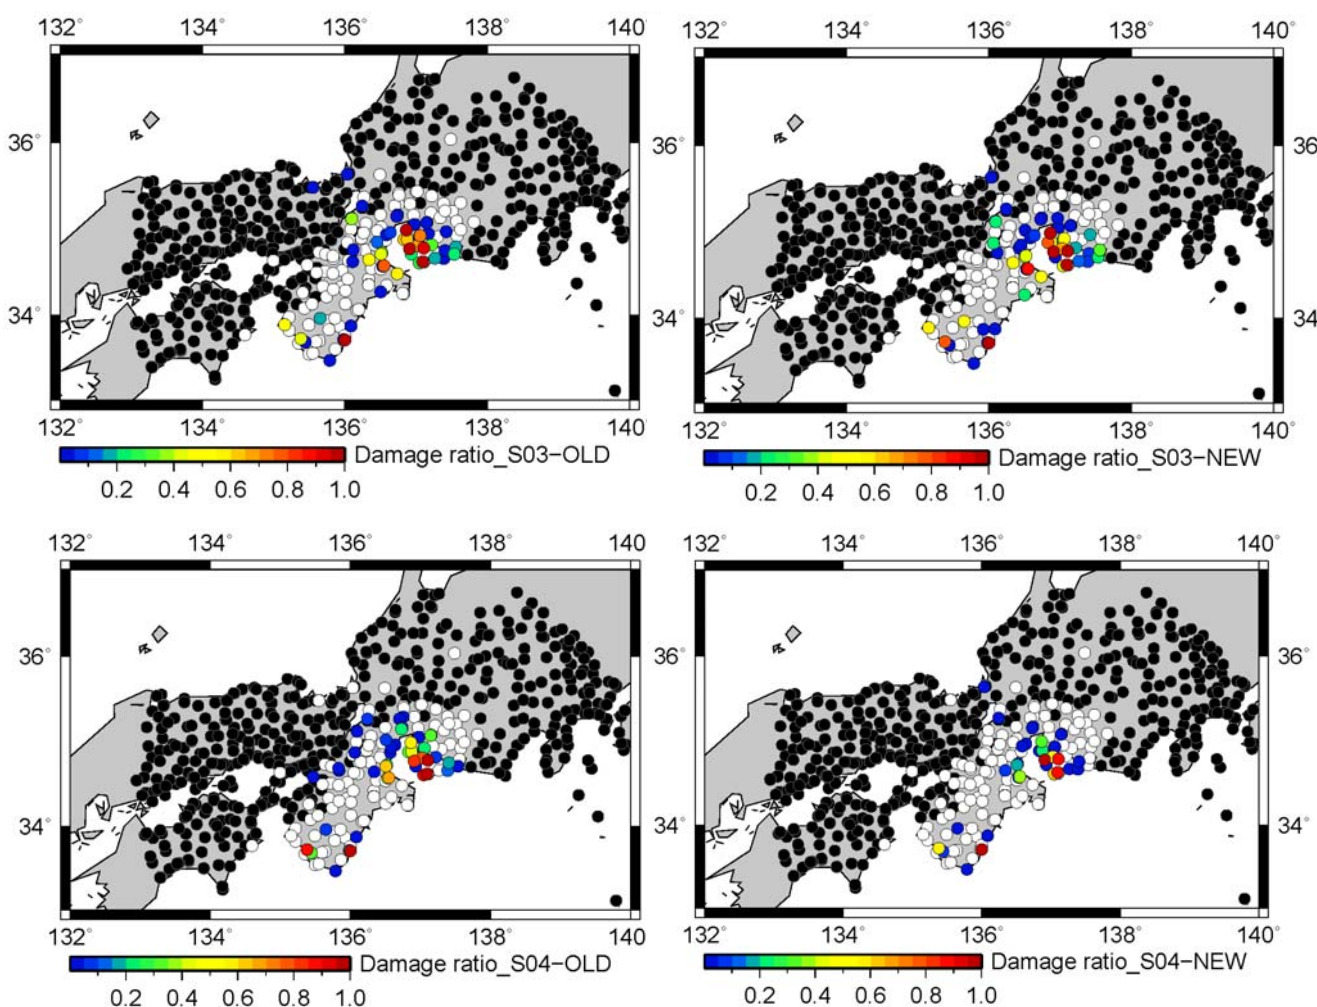 132 134 136 138 140
132° 134° 136° 138° 140°
36° 36°
34° 34°
132 134 136 138 140
132° 134° 136° 138° 140°
Damage ratio_S03-OLD Damage ratio_S03-NEW
0.2 0.4 0.6 0.8 1.0
0.2 0.4 0.6 0.8 1.0
132° 134° 136° 138° 140
132° 134° 136° 138° 140°
36° 36°
34° 34°
132 134 136 138 140
132 134 136 138 140°
Damage ratio_S04-OLD Damage ratio_S04-NEW
0.2 0.4 0.6 0.8 1.0
0.2 0.4 0.6 0.8 1.0